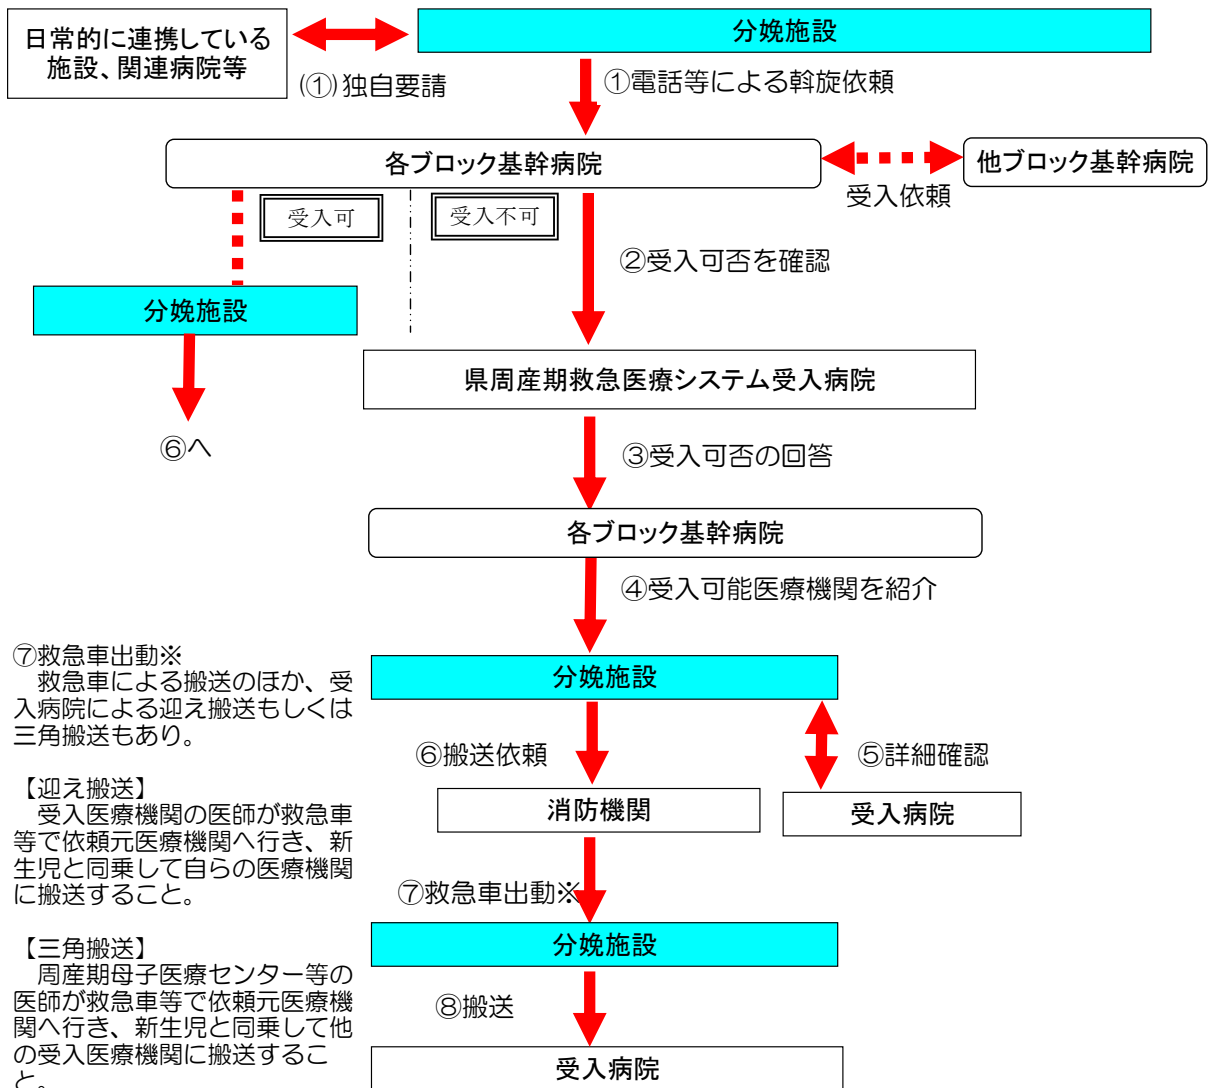 日常的に連携している
施設、関連病院等
分娩施設
(①)独自要請
①電話等による斡旋依頼
各ブロック基幹病院
他ブロック基幹病院
受入依頼
受入可
受入不可
②受入可否を確認
分娩施設
県周産期救急医療システム受入病院
⑥へ
③受入可否の回答
各ブロック基幹病院
④受入可能医療機関を紹介
分娩施設
⑥搬送依頼
⑤詳細確認
消防機関
受入病院
⑦救急車出動※
分娩施設
⑧搬送
受入病院
⑦救急車出動※
　救急車による搬送のほか、受
入病院による迎え搬送もしくは
三角搬送もあり。
【迎え搬送】
　受入医療機関の医師が救急車
等で依頼元医療機関へ行き、新
生児と同乗して自らの医療機関
に搬送すること。
【三角搬送】
　周産期母子医療センター等の
医師が救急車等で依頼元医療機
関へ行き、新生児と同乗して他
の受入医療機関に搬送するこ
と。